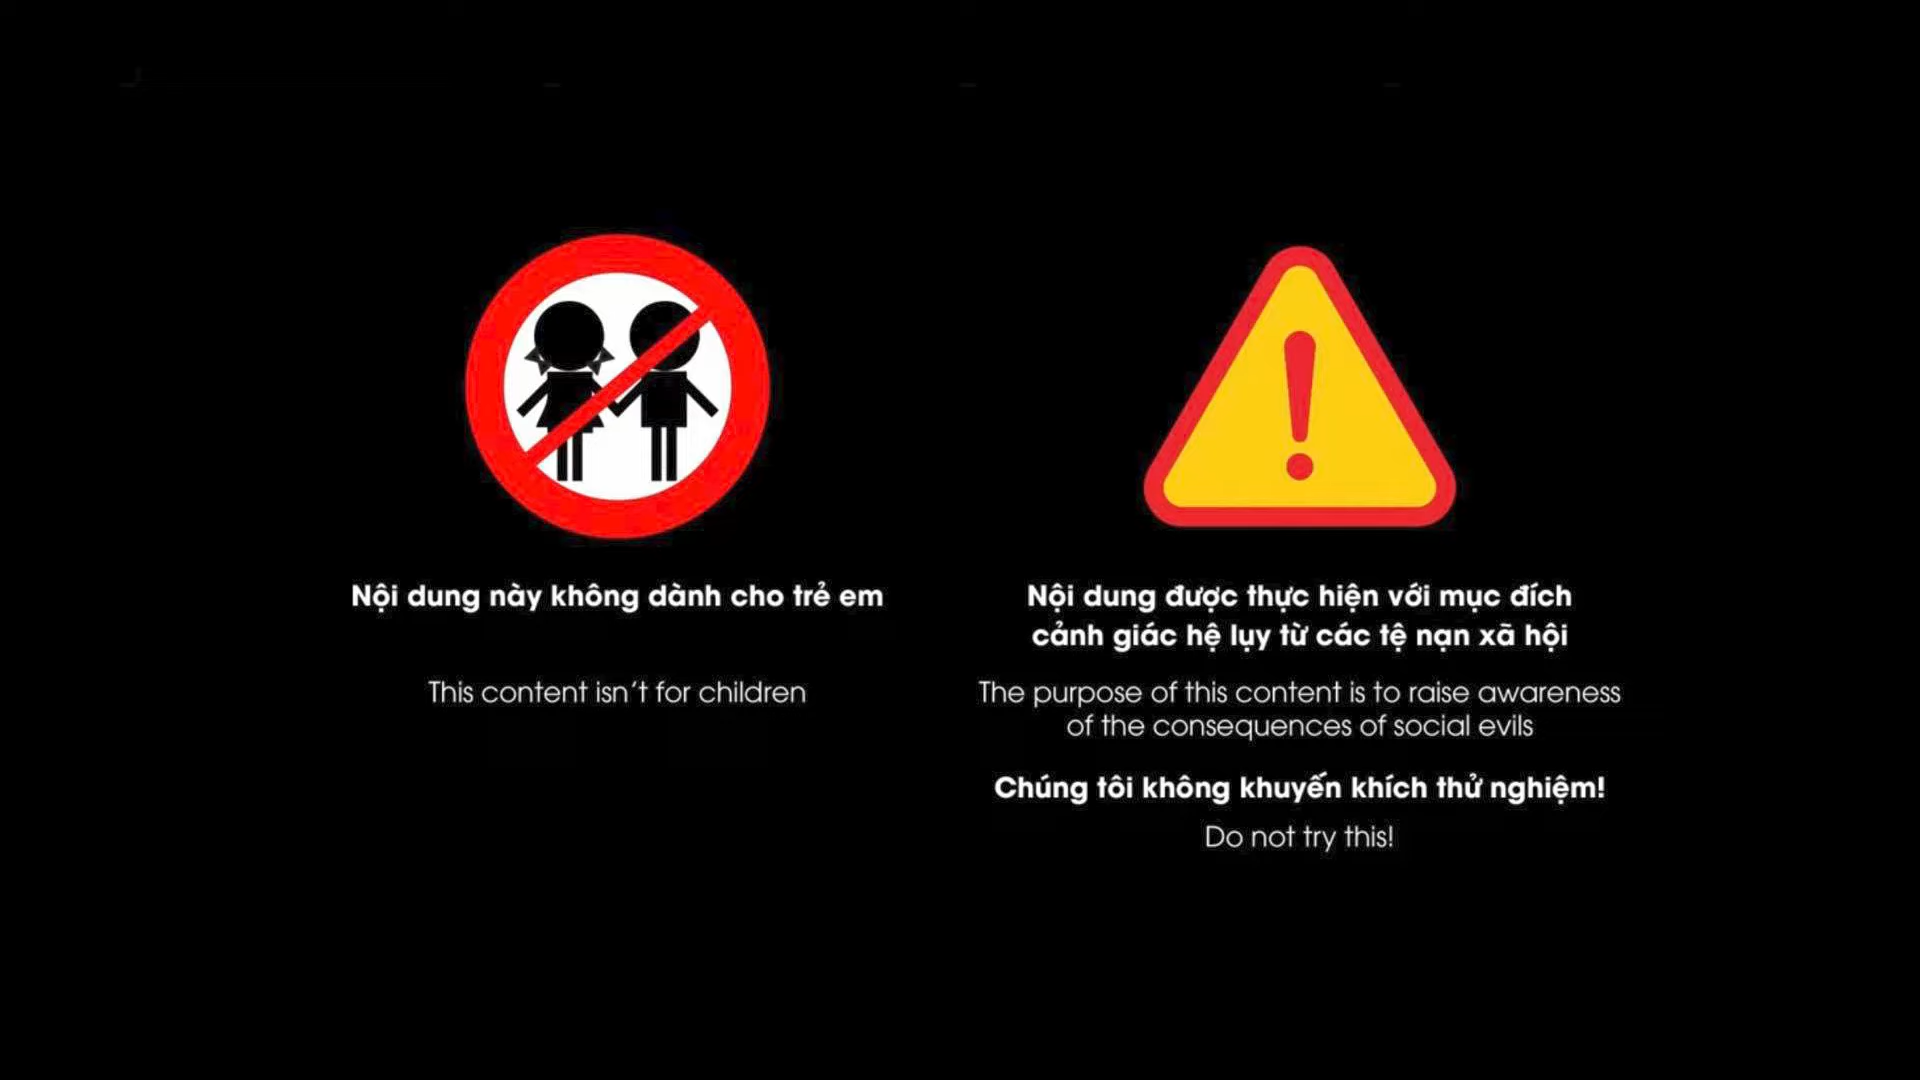 Nội dung này không dành cho trẻ em
This content isn't for children
Nội dung được thực hiện với mục đích
cảnh giác hệ lụy từ các tệ nạn xã hội
The purpose of this content is to raise awareness
of the consequences of social evils
Chúng tôi không khuyến khích thử nghiệm!
Do not try this!